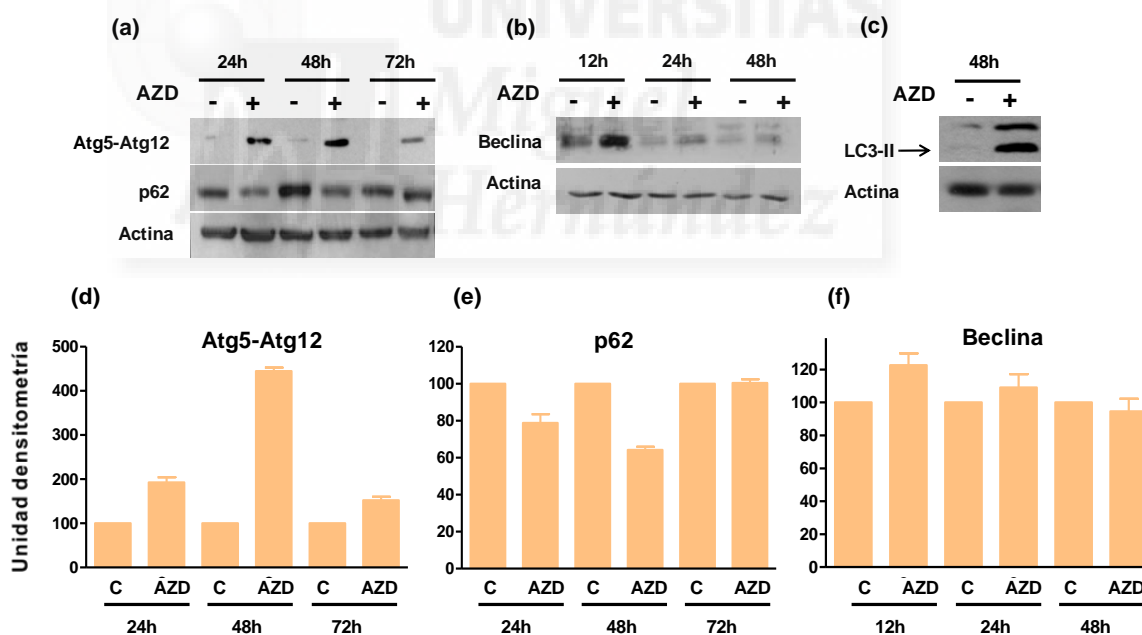 UNIVERSITAS
Miguel
Hernández
(a)
24h 48h 72h
AZD - + - + - +
Atg5-Atg12
p62
Actina
(b)
12h 24h 48h
AZD - + - + - +
Beclina
Actina
(c)
48h
AZD - +
LC3-II
Actina
(d)
Atg5-Atg12
Unidad densitometría
500
400
300
200
100
0
C AZD C AZD C AZD
24h 48h 72h
(e)
p62
120
100
80
60
40
20
0
C AZD C AZD C AZD
24h 48h 72h
(f)
Beclina
120
100
80
60
40
20
0
C AZD C AZD C AZD
12h 24h 48h